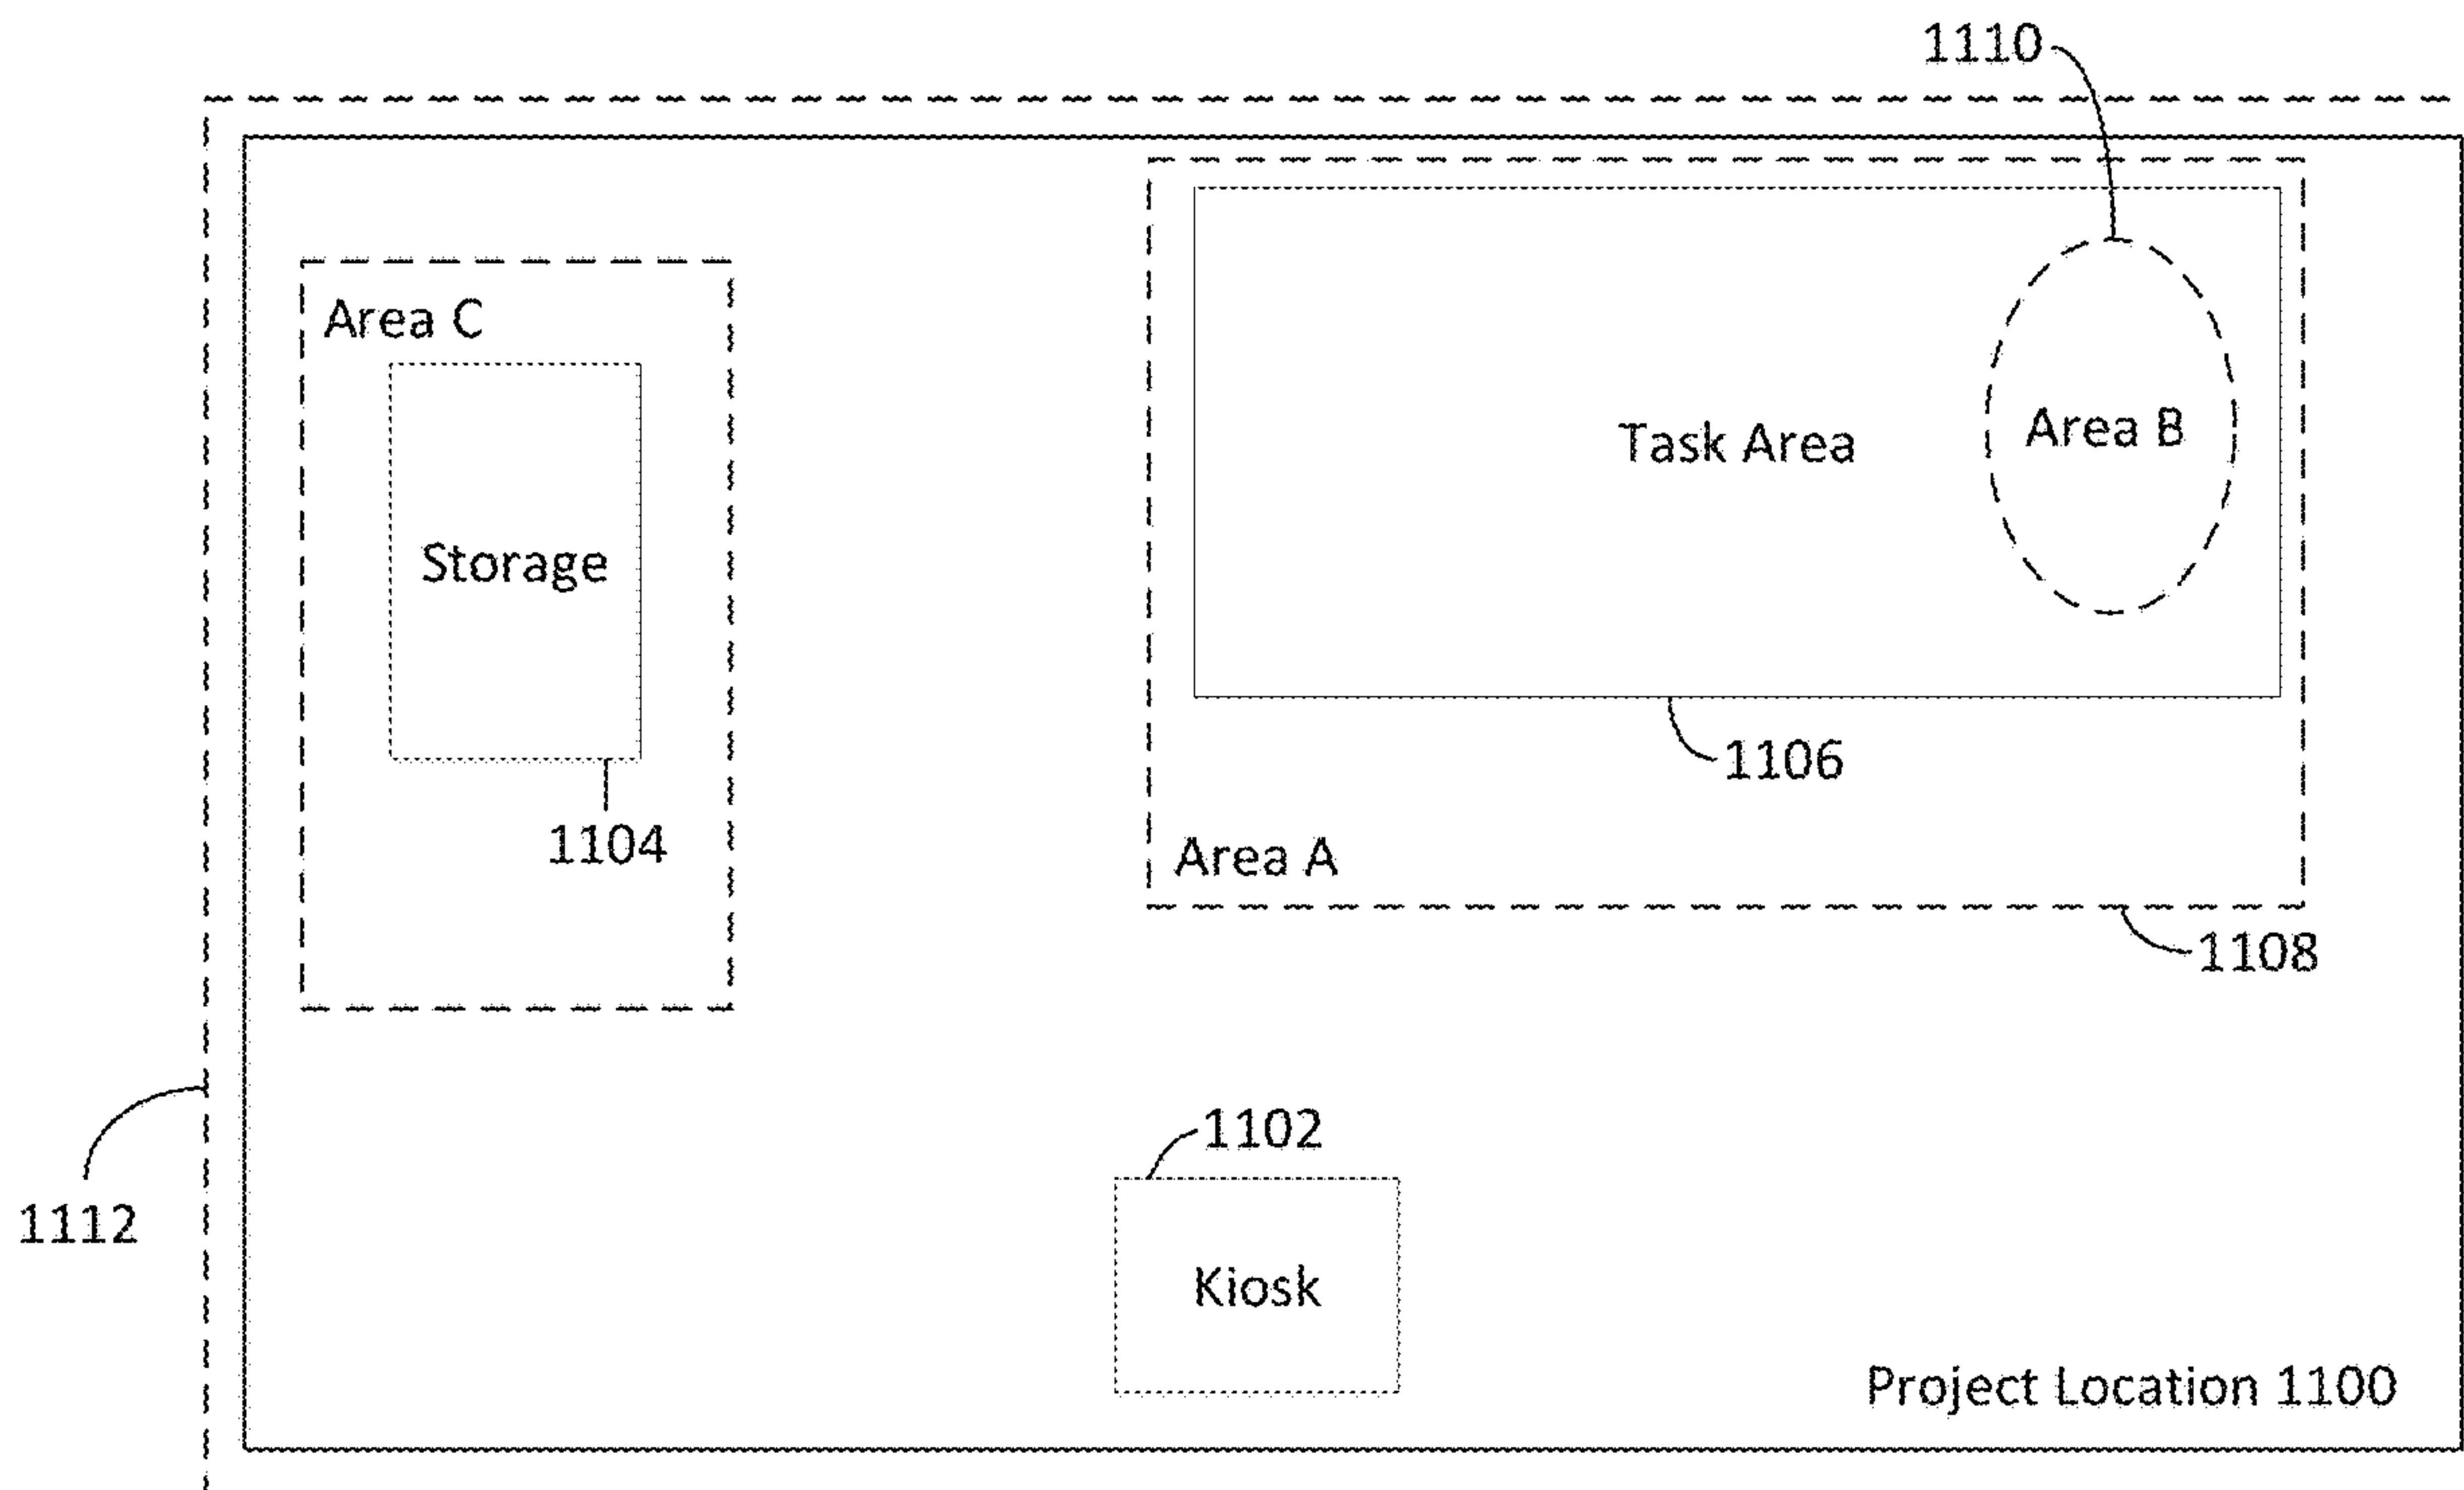 1110
Area C
Area B
Task Area
Storage
1106
1104
Area A
1108
1102
1112
Kiosk
Project Location 1100